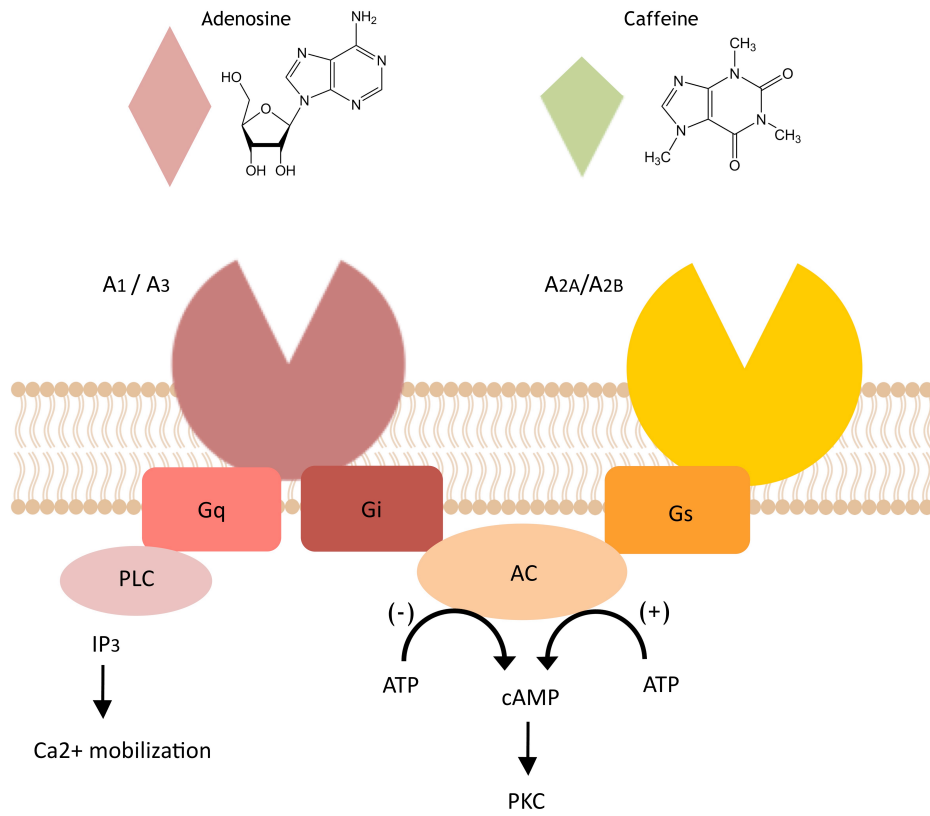 Adenosine
Caffeine
NH₂
N
N
N
N
HO
O
OH
OH
CH₃
N
N
O
N
N
CH₃
H₃C
O
A1 / A3
A2A/A2B
Gq
Gi
Gs
PLC
AC
(-)
(+)
IP3
ATP
cAMP
ATP
Ca2+ mobilization
PKC